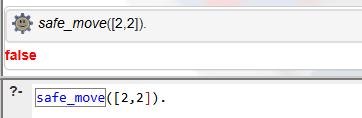 safe_move([2,2]).
false
?- safe_move([2,2]).